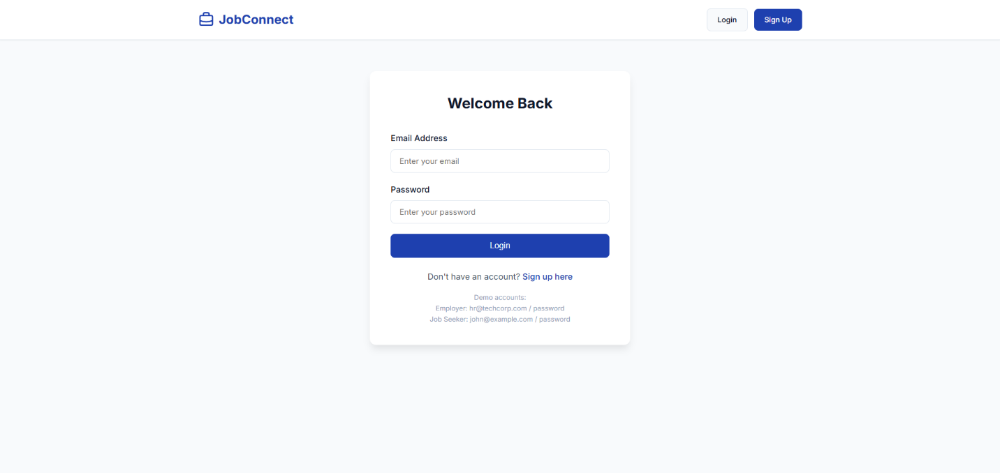 JobConnect
Login
Sign Up
Welcome Back
Email Address
Enter your email
Password
Enter your password
Login
Don't have an account? Sign up here
Demo accounts:
Employer: hr@techcorp.com / password
Job Seeker: john@example.com / password